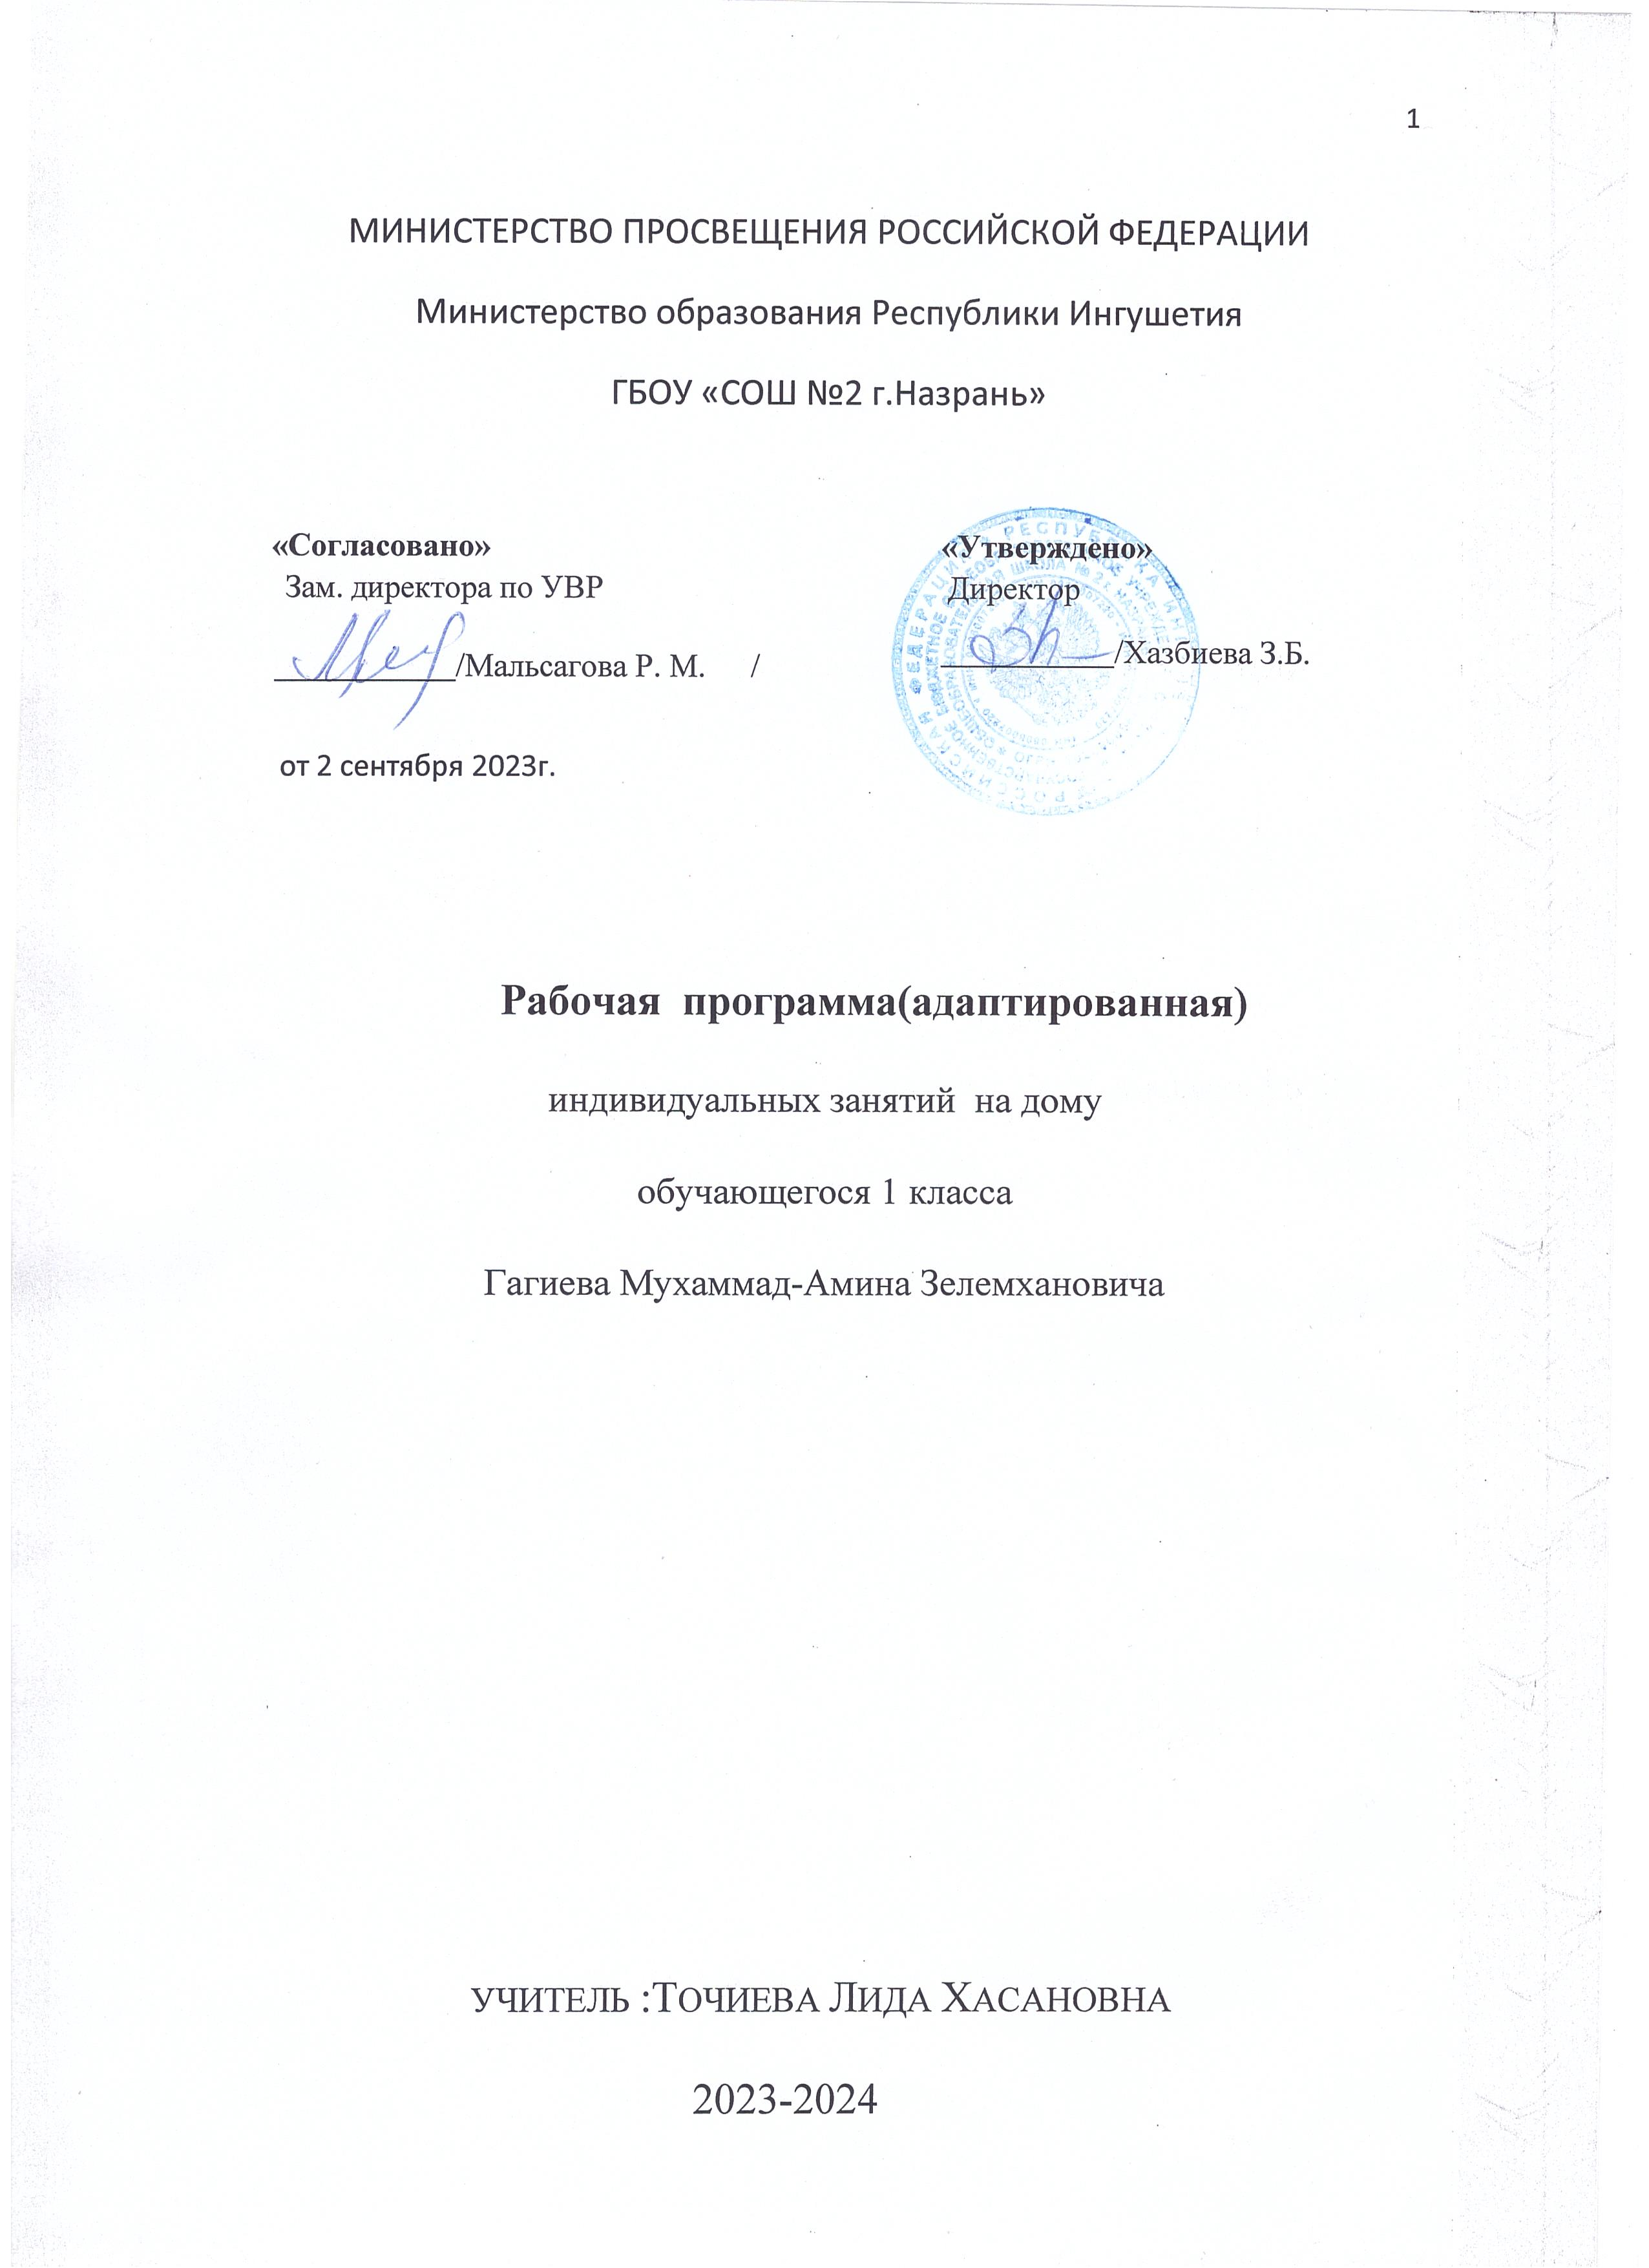 1
МИНИСТЕРСТВО ПРОСВЕЩЕНИЯ РОССИЙСКОЙ ФЕДЕРАЦИИ
Министерство образования Республики Ингушетия
ГБОУ «СОШ №2 г.Назрань»
«Согласовано»
Зам. директора по УВР
/Мальсагова Р. М. /
от 2 сентября 2023г.
«Утверждено»
Директор
/Хазбиева З.Б.
Рабочая программа(адаптированная)
индивидуальных занятий на дому
обучающегося 1 класса
Гагиева Мухаммад-Амина Зелемхановича
УЧИТЕЛЬ :ТОЧИЕВА ЛИДА ХАСАНОВНА
2023-2024